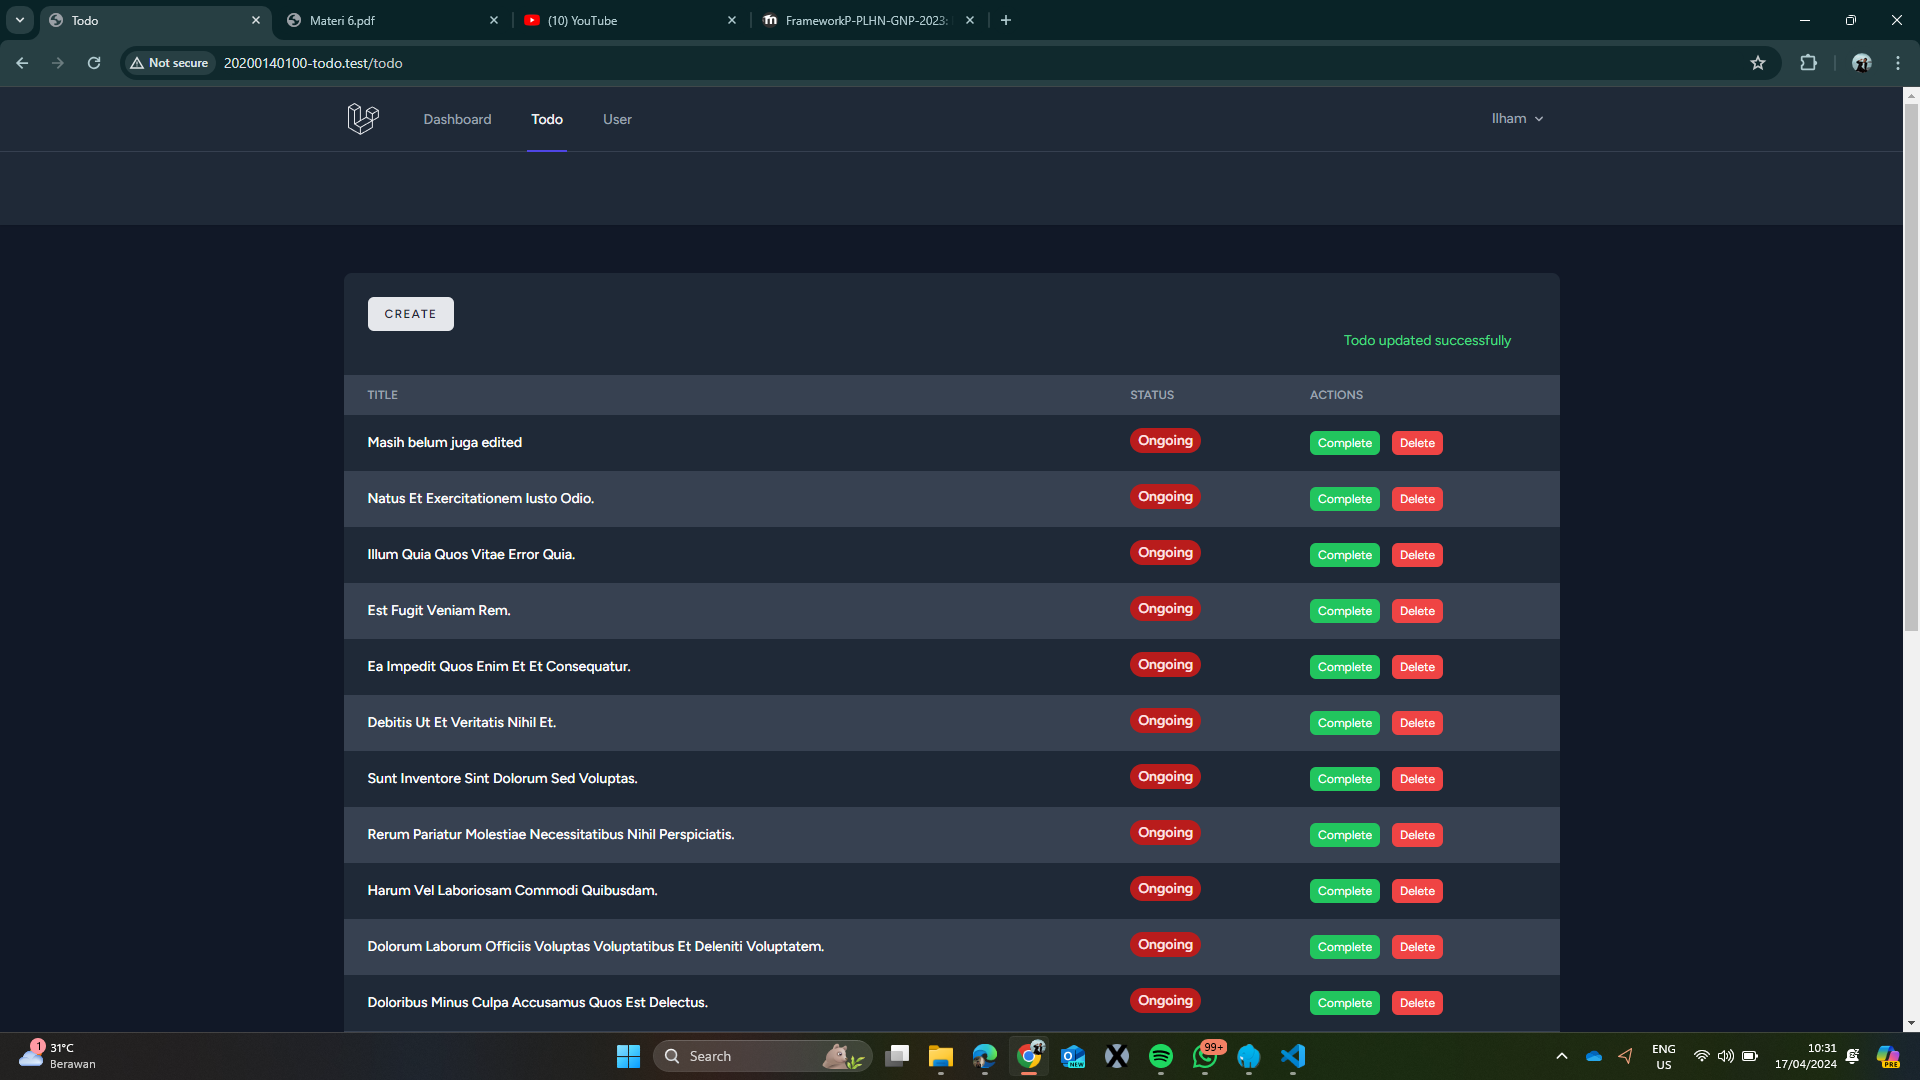 Todo
Materi 6.pdf
(10) YouTube
FrameworkP-PLHN-GNP-2023:
Not secure
20200140100-todo.test/todo
Dashboard
Todo
User
Ilham
CREATE
Todo updated successfully
TITLE STATUS ACTIONS
Masih belum juga edited Ongoing Complete Delete
Natus Et Exercitationem Iusto Odio. Ongoing Complete Delete
Illum Quia Quos Vitae Error Quia. Ongoing Complete Delete
Est Fugit Veniam Rem. Ongoing Complete Delete
Ea Impedit Quos Enim Et Et Consequatur. Ongoing Complete Delete
Debitis Ut Et Veritatis Nihil Et. Ongoing Complete Delete
Sunt Inventore Sint Dolorum Sed Voluptas. Ongoing Complete Delete
Rerum Pariatur Molestiae Necessitatibus Nihil Perspiciatis. Ongoing Complete Delete
Harum Vel Laboriosam Commodi Quibusdam. Ongoing Complete Delete
Dolorum Laborum Officiis Voluptas Voluptatibus Et Deleniti Voluptatem. Ongoing Complete Delete
Doloribus Minus Culpa Accusamus Quos Est Delectus. Ongoing Complete Delete
1
31°C
Berawan
Search
NEW
99+
ENG
US
10:31
17/04/2024
PRE